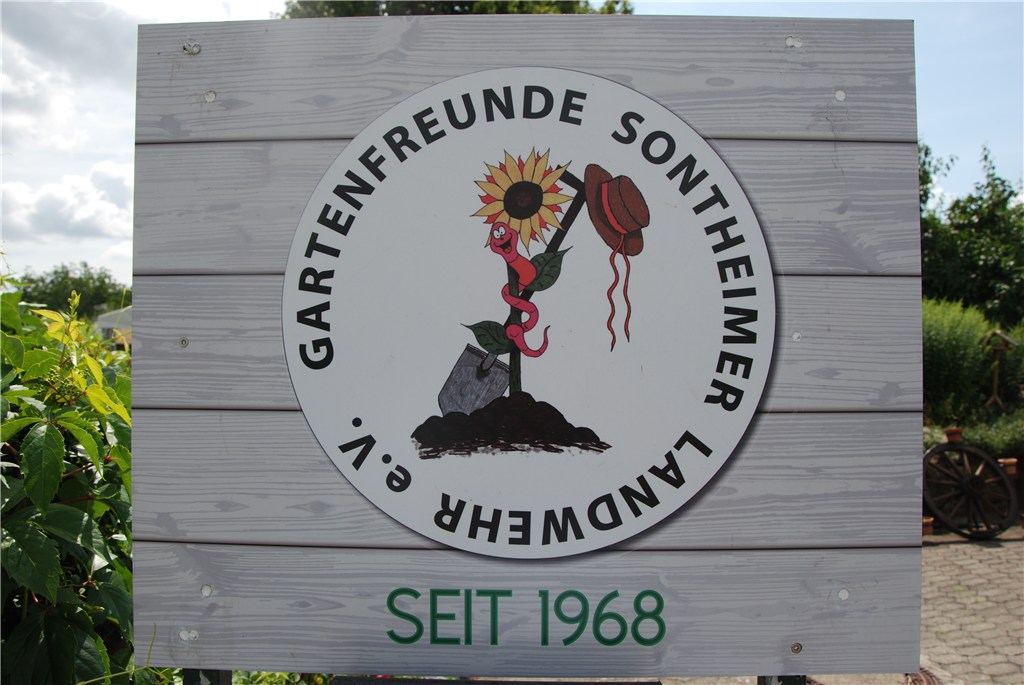 GARTENFREUNDE SONTHEIMER LANDWEHR e.V.
SEIT 1968